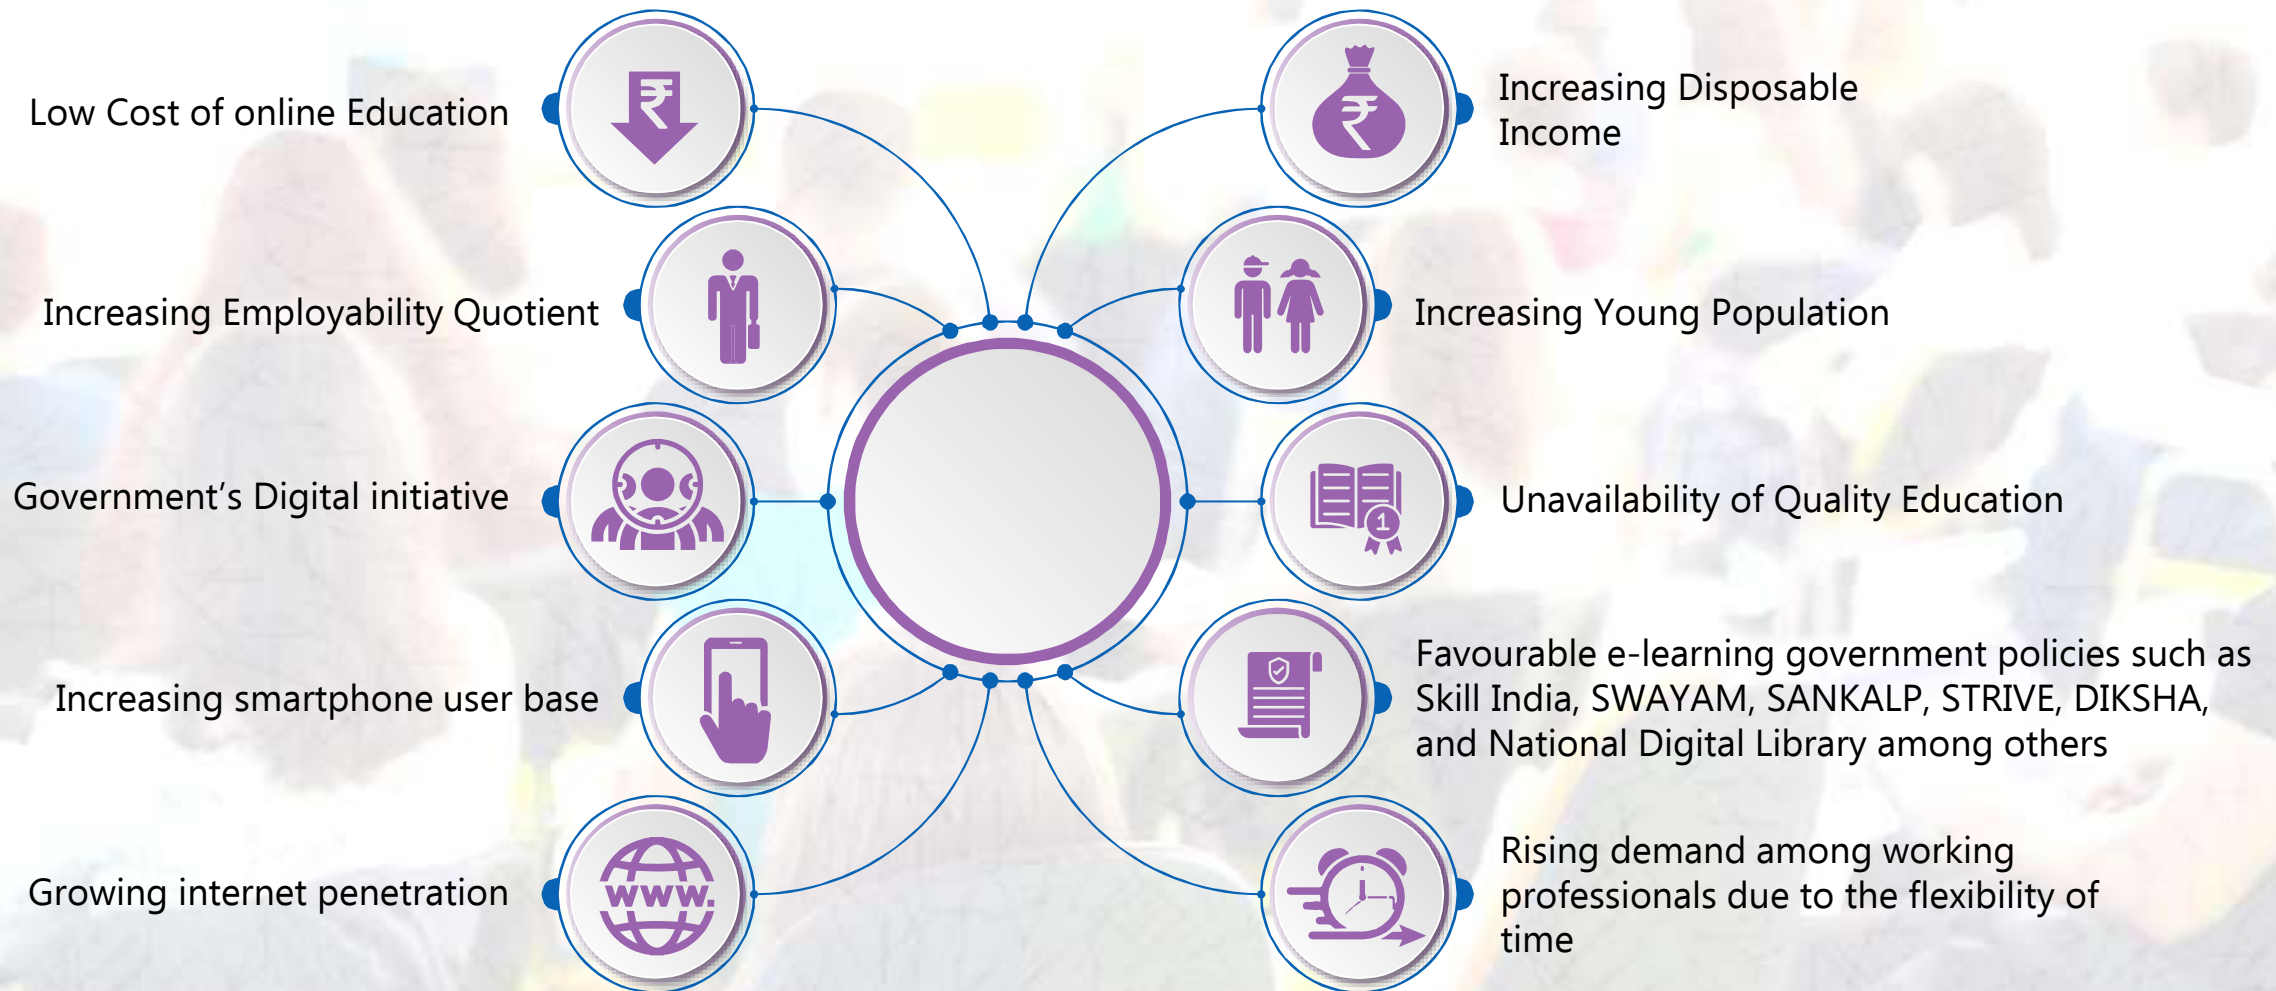 Low Cost of online Education
Increasing Employability Quotient
Government's Digital initiative
Increasing smartphone user base
Growing internet penetration
www.
Increasing Disposable
Income
Increasing Young Population
Unavailability of Quality Education
1
Favourable e-learning government policies such as
Skill India, SWAYAM, SANKALP, STRIVE, DIKSHA,
and National Digital Library among others
Rising demand among working
professionals due to the flexibility of
time
₹
₹